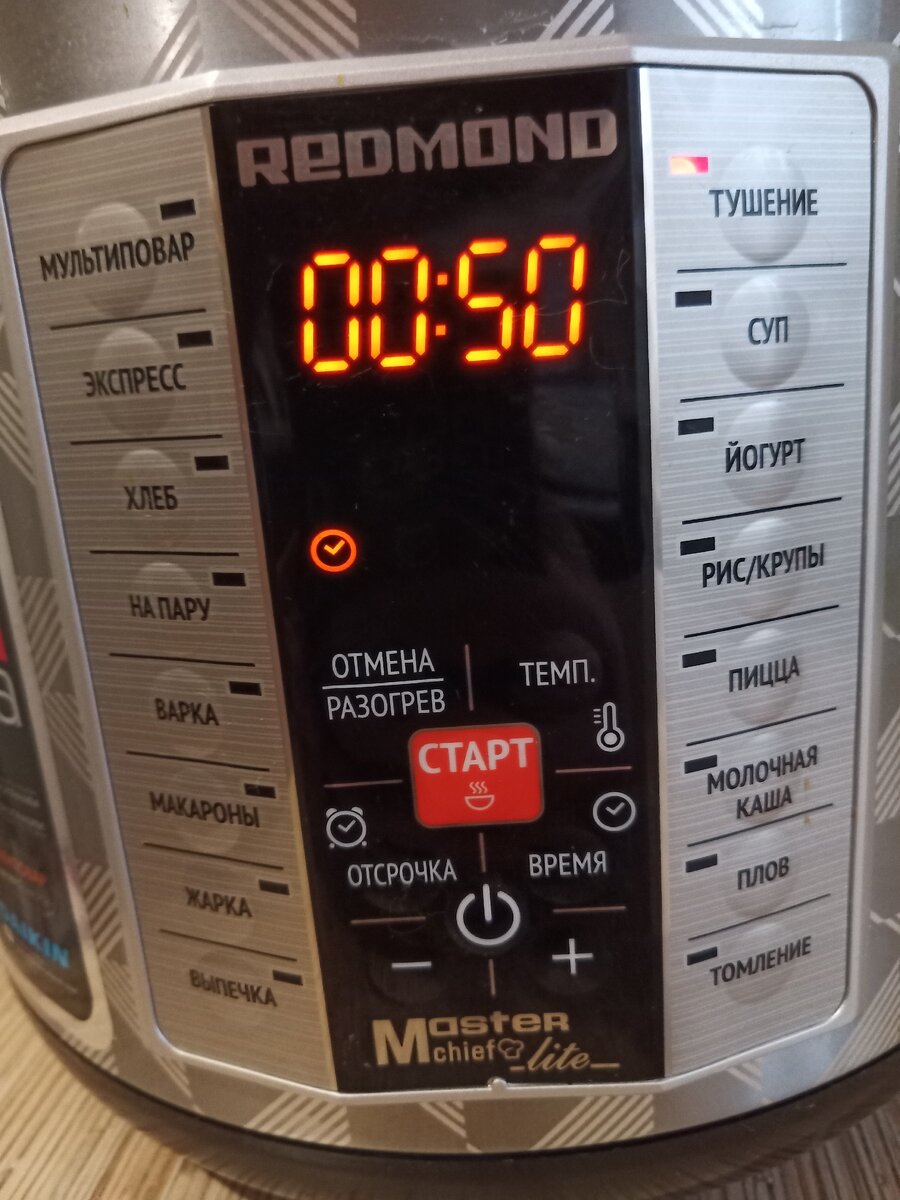 REDMOND
00:50
МУЛЬТИПОВАР
ЭКСПРЕСС
ХЛЕБ
НА ПАРУ
ВАРКА
МАКАРОНЫ
ЖАРКА
ВЫПЕЧКА
ОТМЕНА
РАЗОГРЕВ
ТЕМП.
СТАРТ
ОТСРОЧКА
ВРЕМЯ
− +
Master
chief lite
ТУШЕНИЕ
СУП
ЙОГУРТ
РИС/КРУПЫ
ПИЦЦА
МОЛОЧНАЯ
КАША
ПЛОВ
ТОМЛЕНИЕ
DAIKIN